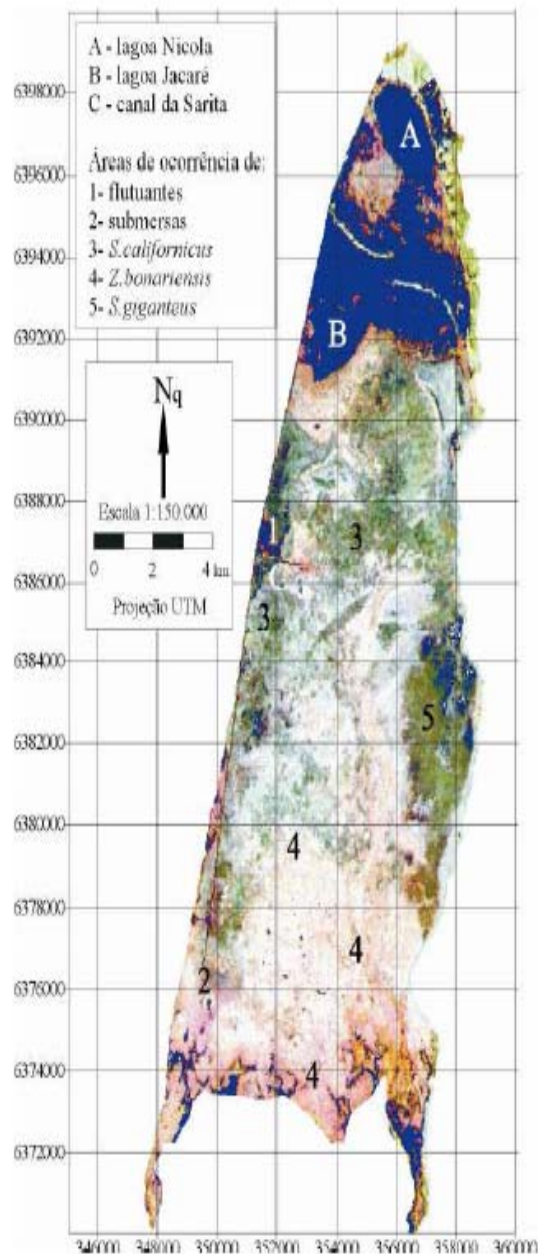 A - lagoa Nicola
B - lagoa Jacaré
C - canal da Sarita
Áreas de ocorrência de:
1- flutuantes
2- submersas
3- S.californicus
4- Z.bonariensis
5- S.giganteus
Nq
Escala 1:150.000
0 2 4 km
Projeção UTM
6398000
6396000
6394000
6392000
6390000
6388000
6386000
6384000
6382000
6380000
6378000
6376000
6374000
6372000
A
B
1
3
3
5
4
4
2
4
346000 348000 350000 352000 354000 356000 358000 360000